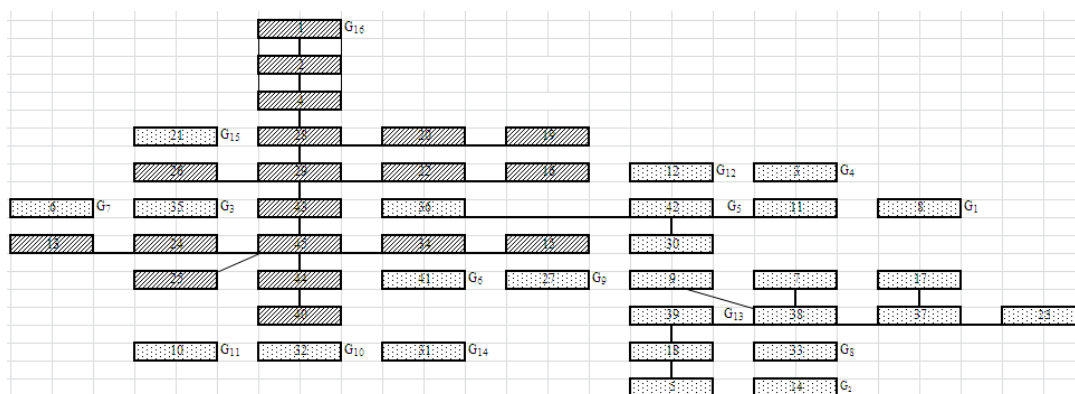 1 G₁₆
2
4
21 G₁₅ 28 20 19
26 29 22 16 12 G₁₂ 3 G₄
6 G₇ 35 G₃ 43 36 42 G₅ 11 8 G₁
13 24 45 34 15 30
25 44 41 G₆ 27 G₉ 9 7 17
40 39 G₁₃ 38 37 23
10 G₁₁ 32 G₁₀ 31 G₁₄ 18 33 G₈
5 14 G₂